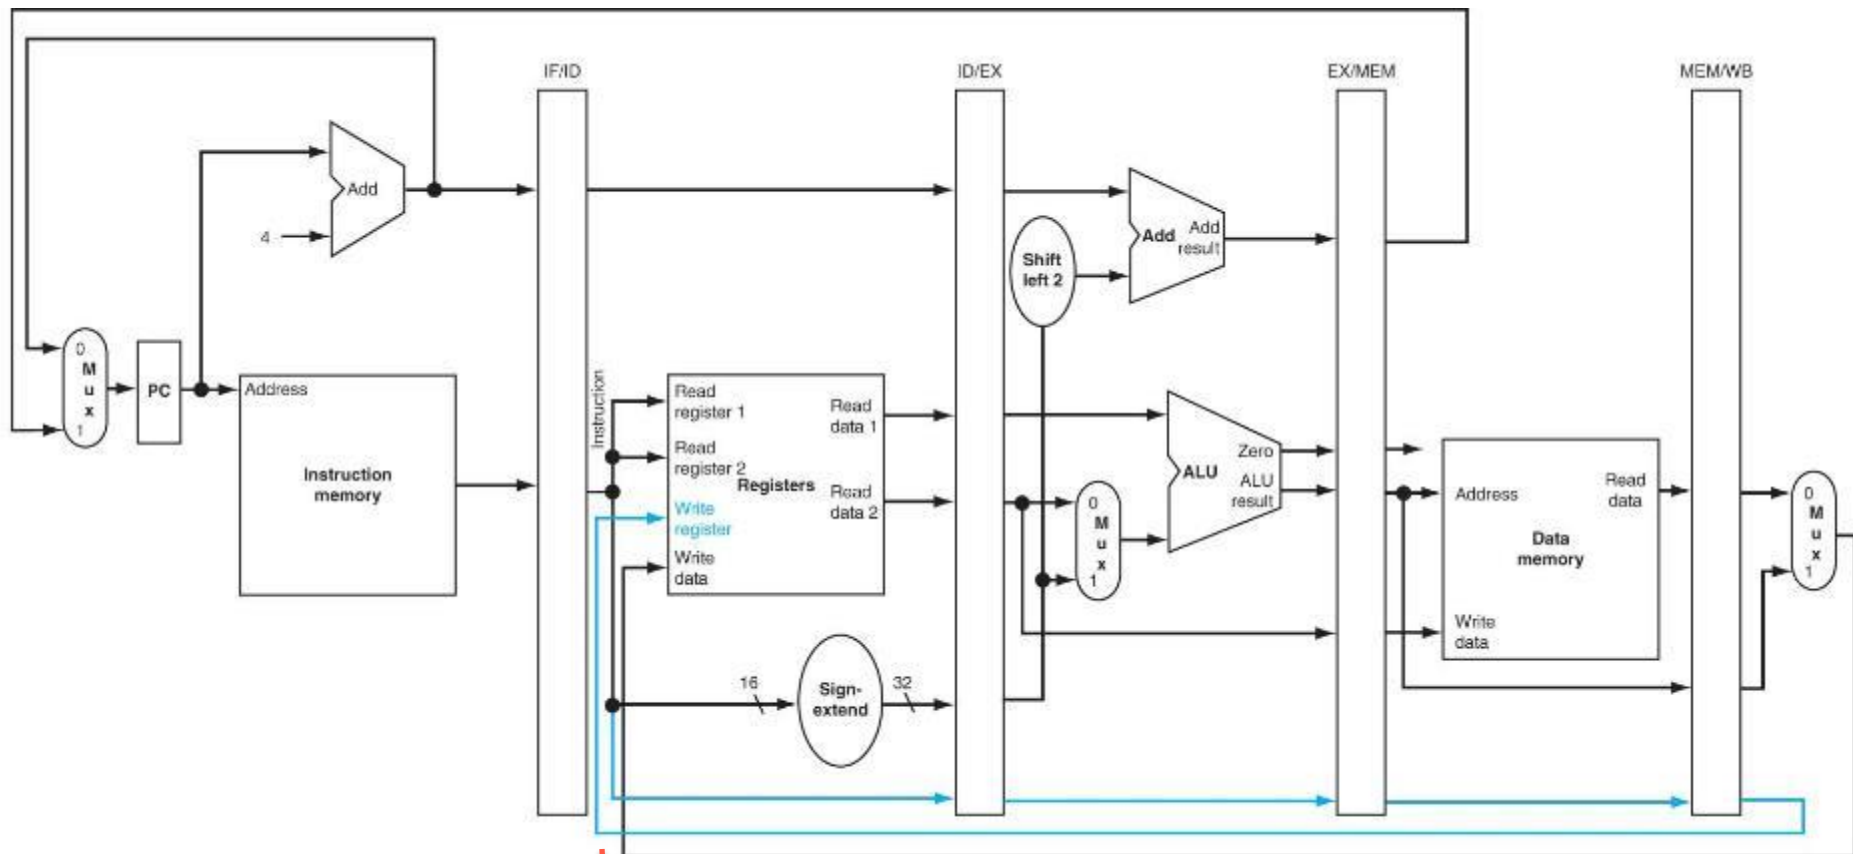 IF/ID
ID/EX
EX/MEM
MEM/WB
Add
4
Add
Add
result
Shift
left 2
0
M
u
x
1
PC
Address
Instruction
memory
Instruction
Read
register 1
Read
register 2
Write
register
Write
data
Registers
Read
data 1
Read
data 2
16
Sign-
extend
32
0
M
u
x
1
ALU
Zero
ALU
result
Address
Read
data
Data
memory
Write
data
0
M
u
x
1